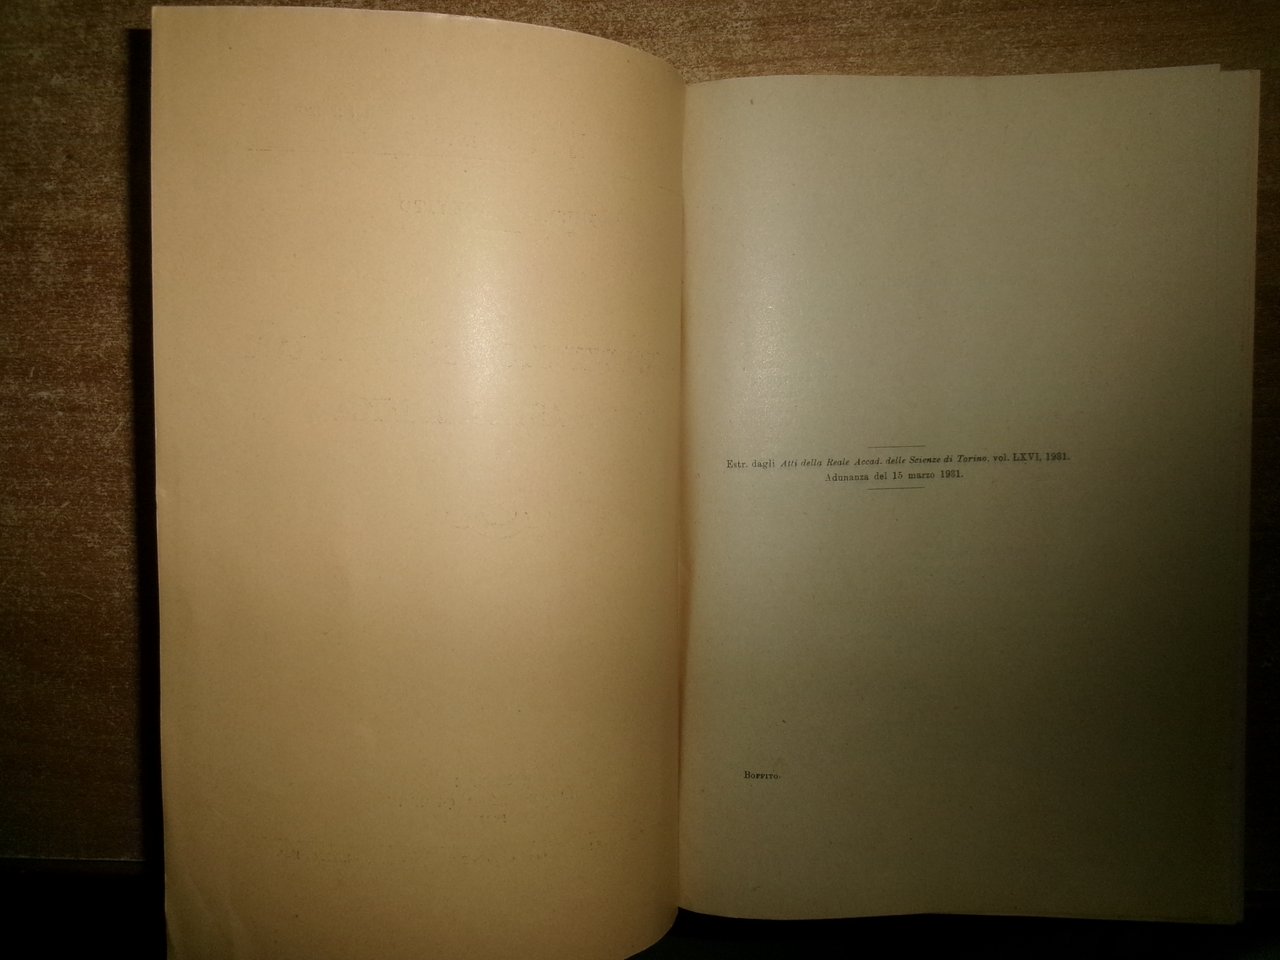 Estr. dagli Atti della Reale Accad. delle Scienze di Torino, vol. LXVI, 1931.
Adunanza del 15 marzo 1931.
Boffito.